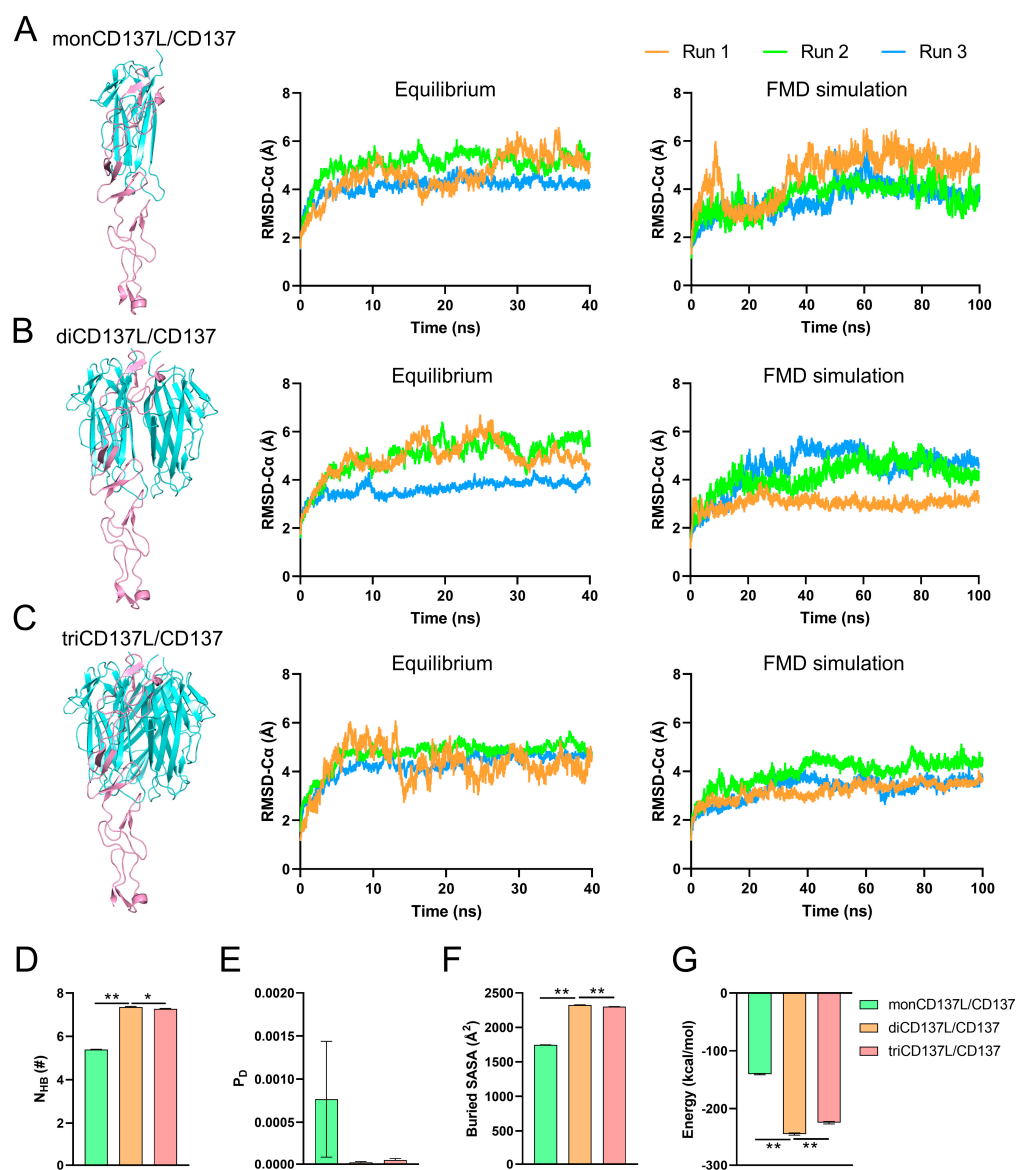 A
monCD137L/CD137
Run 1 Run 2 Run 3
Equilibrium
RMSD-Cα (Å)
8
6
4
2
0
0 10 20 30 40
Time (ns)
FMD simulation
RMSD-Cα (Å)
8
6
4
2
0
0 20 40 60 80 100
Time (ns)
B
diCD137L/CD137
Equilibrium
RMSD-Cα (Å)
8
6
4
2
0
0 10 20 30 40
Time (ns)
FMD simulation
RMSD-Cα (Å)
8
6
4
2
0
0 20 40 60 80 100
Time (ns)
C
triCD137L/CD137
Equilibrium
RMSD-Cα (Å)
8
6
4
2
0
0 10 20 30 40
Time (ns)
FMD simulation
RMSD-Cα (Å)
8
6
4
2
0
0 20 40 60 80 100
Time (ns)
D
N_HB (#)
8
6
4
2
0
** *
E
P_D
0.0020
0.0015
0.0010
0.0005
0.0000
F
Buried SASA (Å²)
2500
2000
1500
1000
500
0
** **
G
Energy (kcal/mol)
0
-100
-200
-300
** **
monCD137L/CD137
diCD137L/CD137
triCD137L/CD137